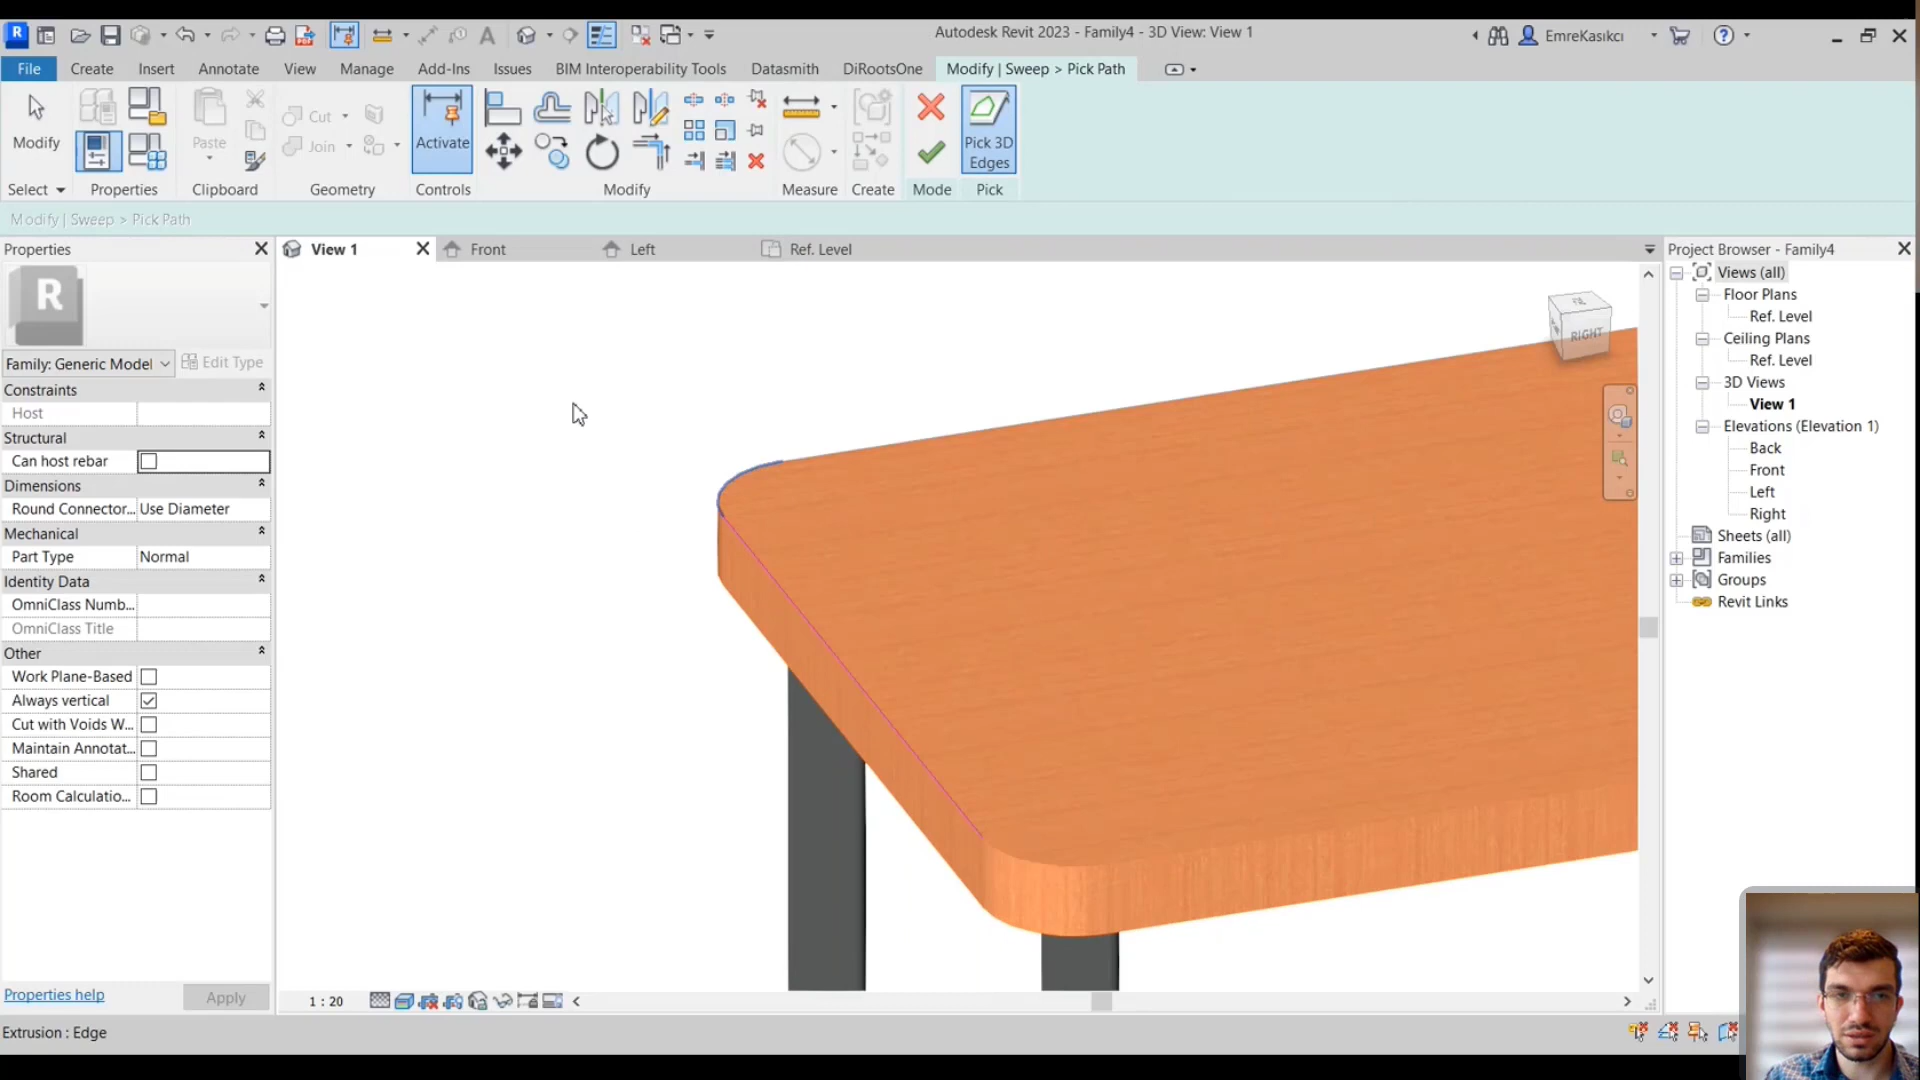 Autodesk Revit 2023 - Family4 - 3D View: View 1
EmreKasıkcı
File Create Insert Annotate View Manage Add-Ins Issues BIM Interoperability Tools Datasmith DiRootsOne Modify | Sweep > Pick Path
Modify
Paste
Cut
Join
Activate
Pick 3D
Edges
Select Properties Clipboard Geometry Controls Modify Measure Create Mode Pick
Modify | Sweep > Pick Path
Properties
View 1
Front
Left
Ref. Level
R
Family: Generic Model
Edit Type
Constraints
Host
Structural
Can host rebar
Dimensions
Round Connector... Use Diameter
Mechanical
Part Type Normal
Identity Data
OmniClass Numb...
OmniClass Title
Other
Work Plane-Based
Always vertical
Cut with Voids W...
Maintain Annotat...
Shared
Room Calculatio...
Properties help
Apply
RIGHT
1 : 20
Project Browser - Family4
Views (all)
Floor Plans
Ref. Level
Ceiling Plans
Ref. Level
3D Views
View 1
Elevations (Elevation 1)
Back
Front
Left
Right
Sheets (all)
Families
Groups
Revit Links
Extrusion : Edge